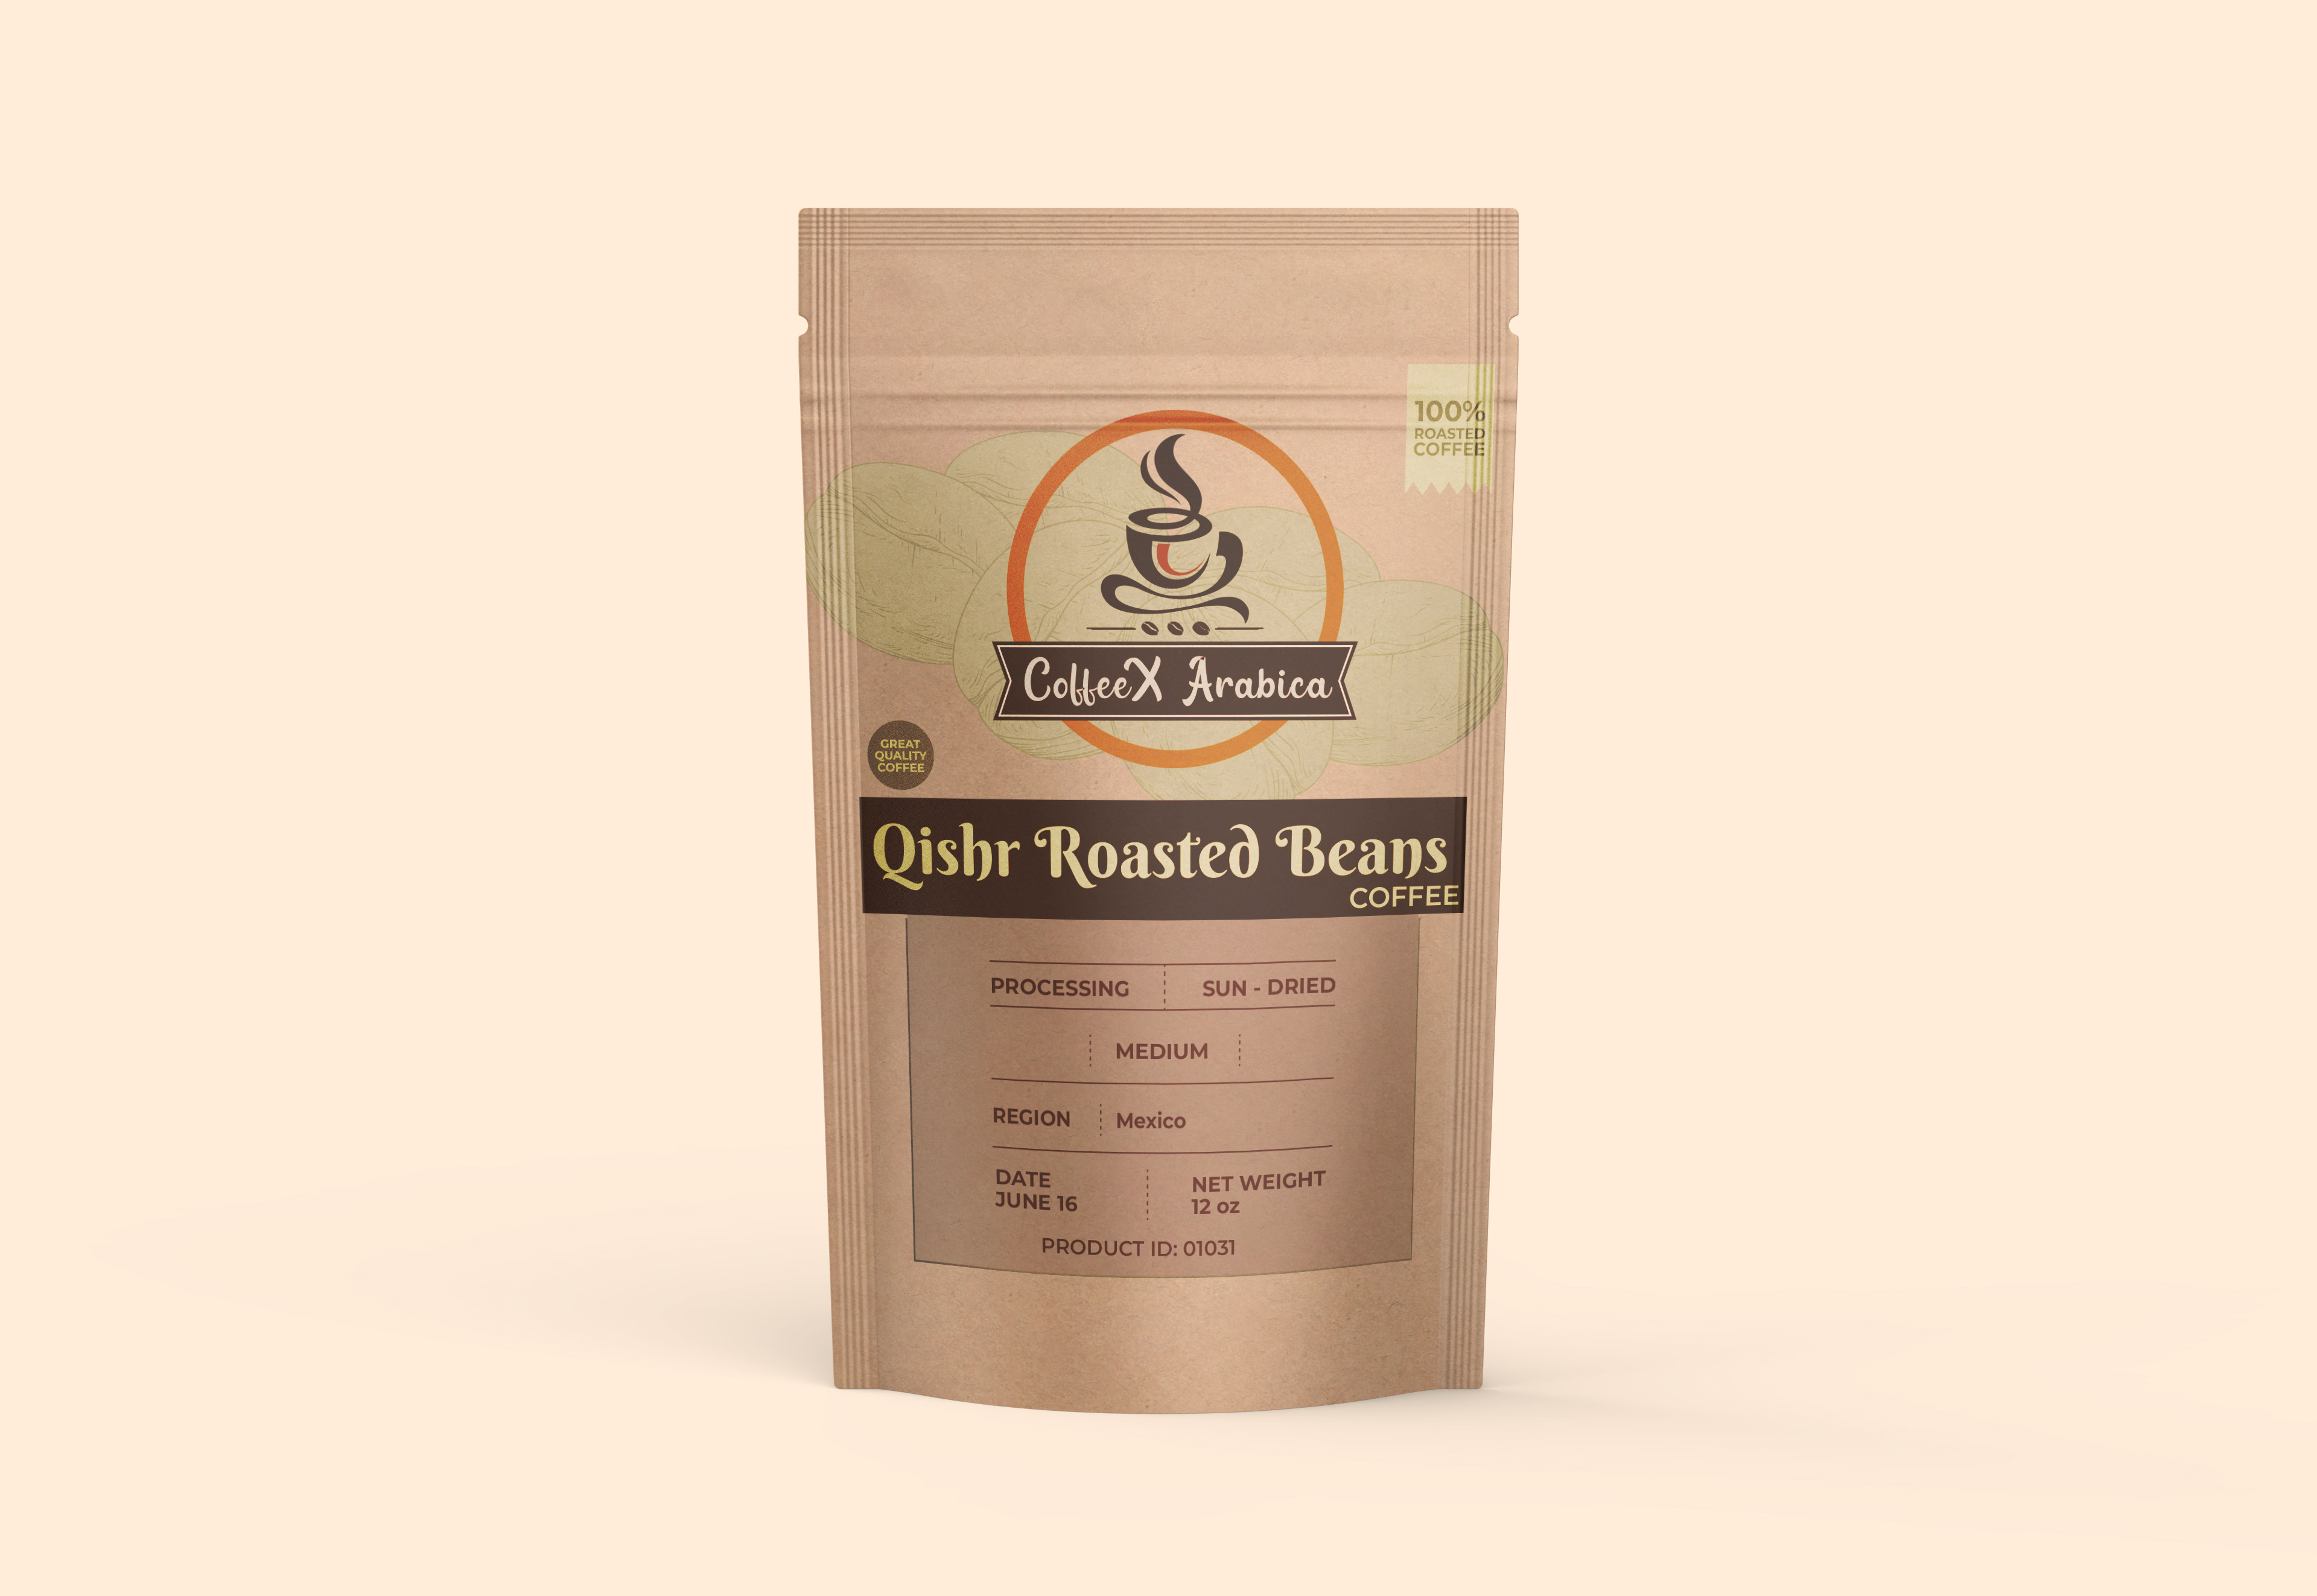 100%
ROASTED
COFFEE
CoffeeX Arabica
GREAT
QUALITY
COFFEE
Qishr Roasted Beans
COFFEE
PROCESSING SUN - DRIED
MEDIUM
REGION Mexico
DATE
JUNE 16
NET WEIGHT
12 oz
PRODUCT ID: 01031